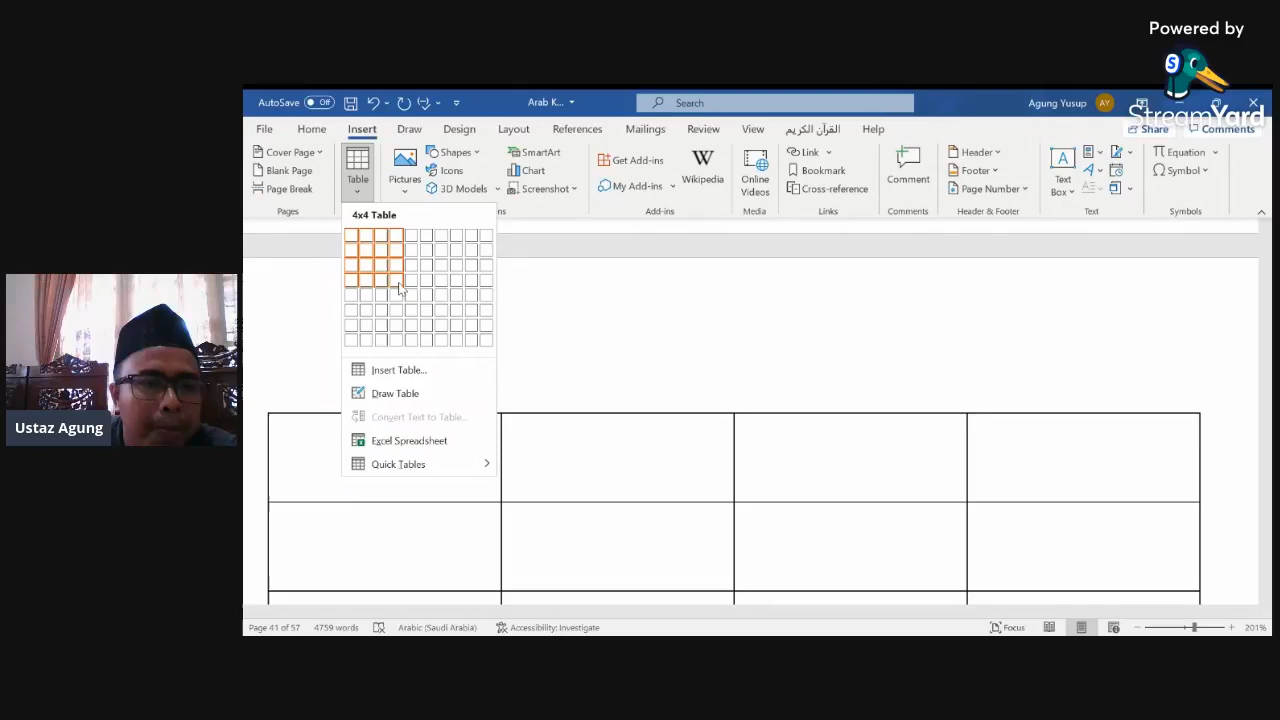 Powered by
StreamYard
AutoSave Off
Arab K...
Search
Agung Yusup AY
File Home Insert Draw Design Layout References Mailings Review View القرآن الكريم Help
Share Comments
Cover Page
Blank Page
Page Break
Pages
Table
Pictures
Shapes
Icons
3D Models
SmartArt
Chart
Screenshot
ns
Get Add-ins
My Add-ins
W
Wikipedia
Add-ins
Online
Videos
Media
Link
Bookmark
Cross-reference
Links
Comment
Comments
Header
Footer
Page Number
Header & Footer
Text
Box
Text
Equation
Symbol
Symbols
4x4 Table
Insert Table...
Draw Table
Convert Text to Table...
Excel Spreadsheet
Quick Tables
Ustaz Agung
Page 41 of 57 4759 words Arabic (Saudi Arabia) Accessibility: Investigate
Focus
201%